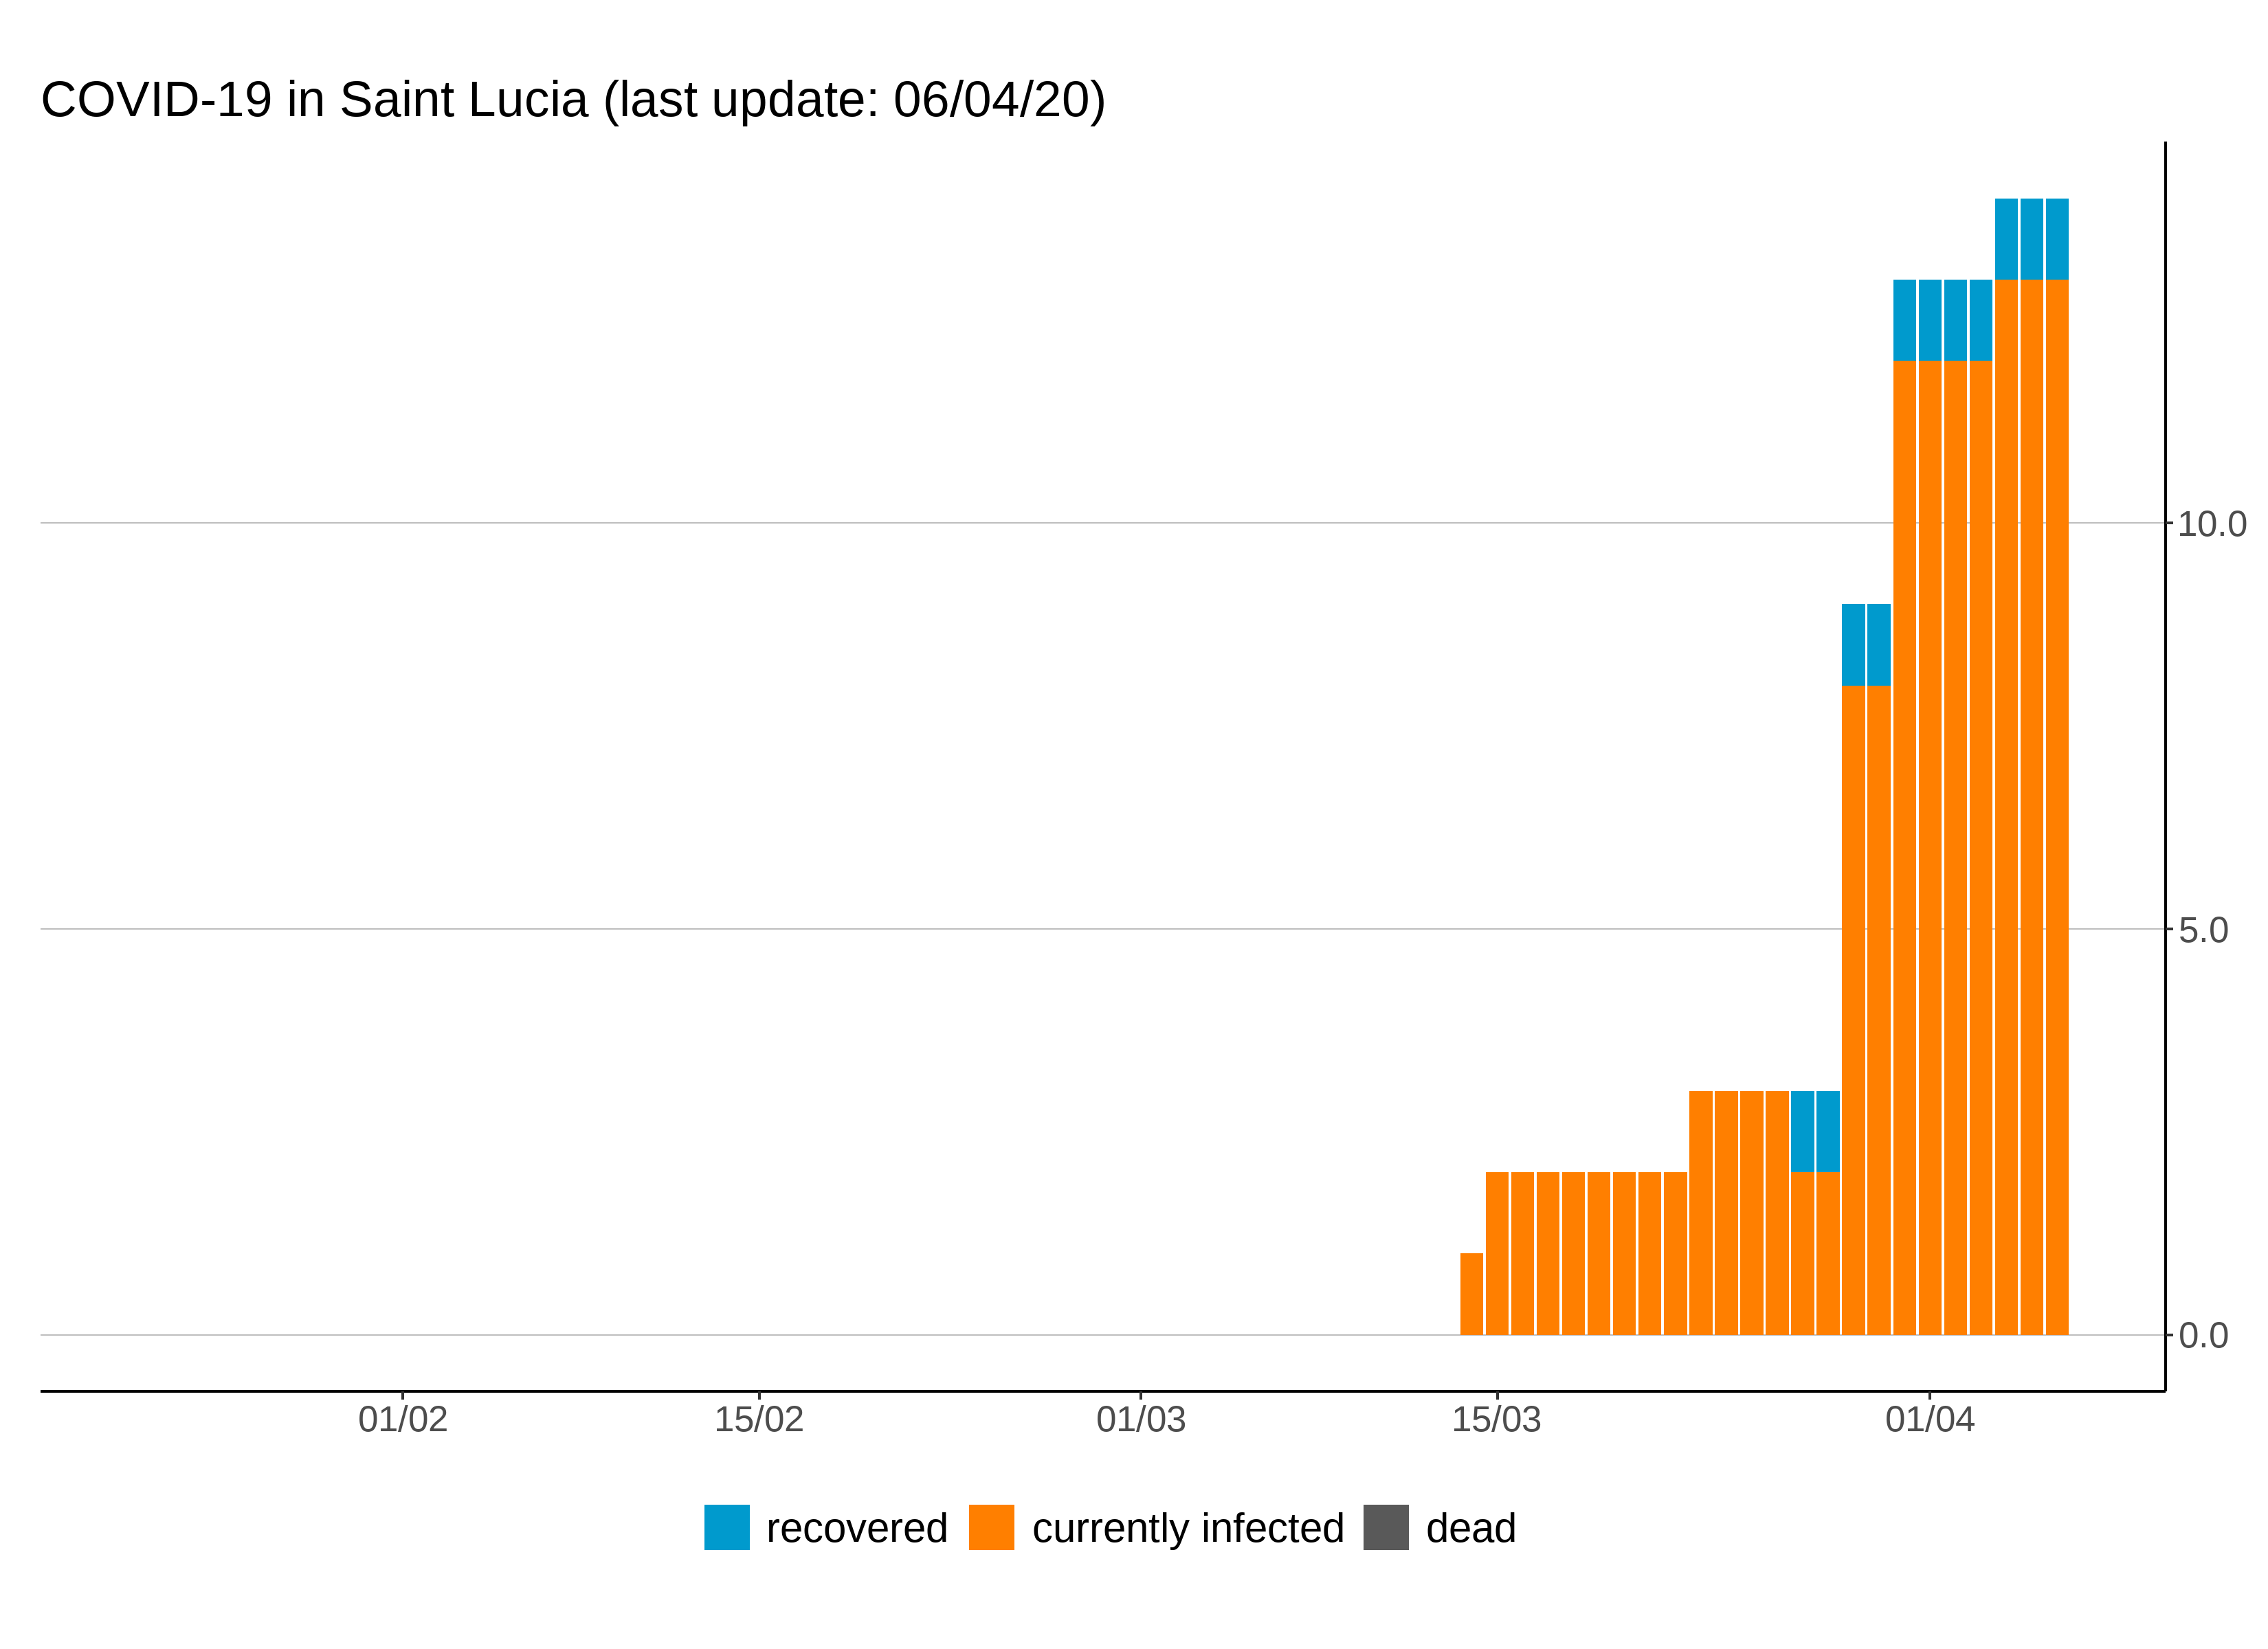 COVID-19 in Saint Lucia (last update: 06/04/20)
10.0
5.0
0.0
01/02 15/02 01/03 15/03 01/04
recovered currently infected dead